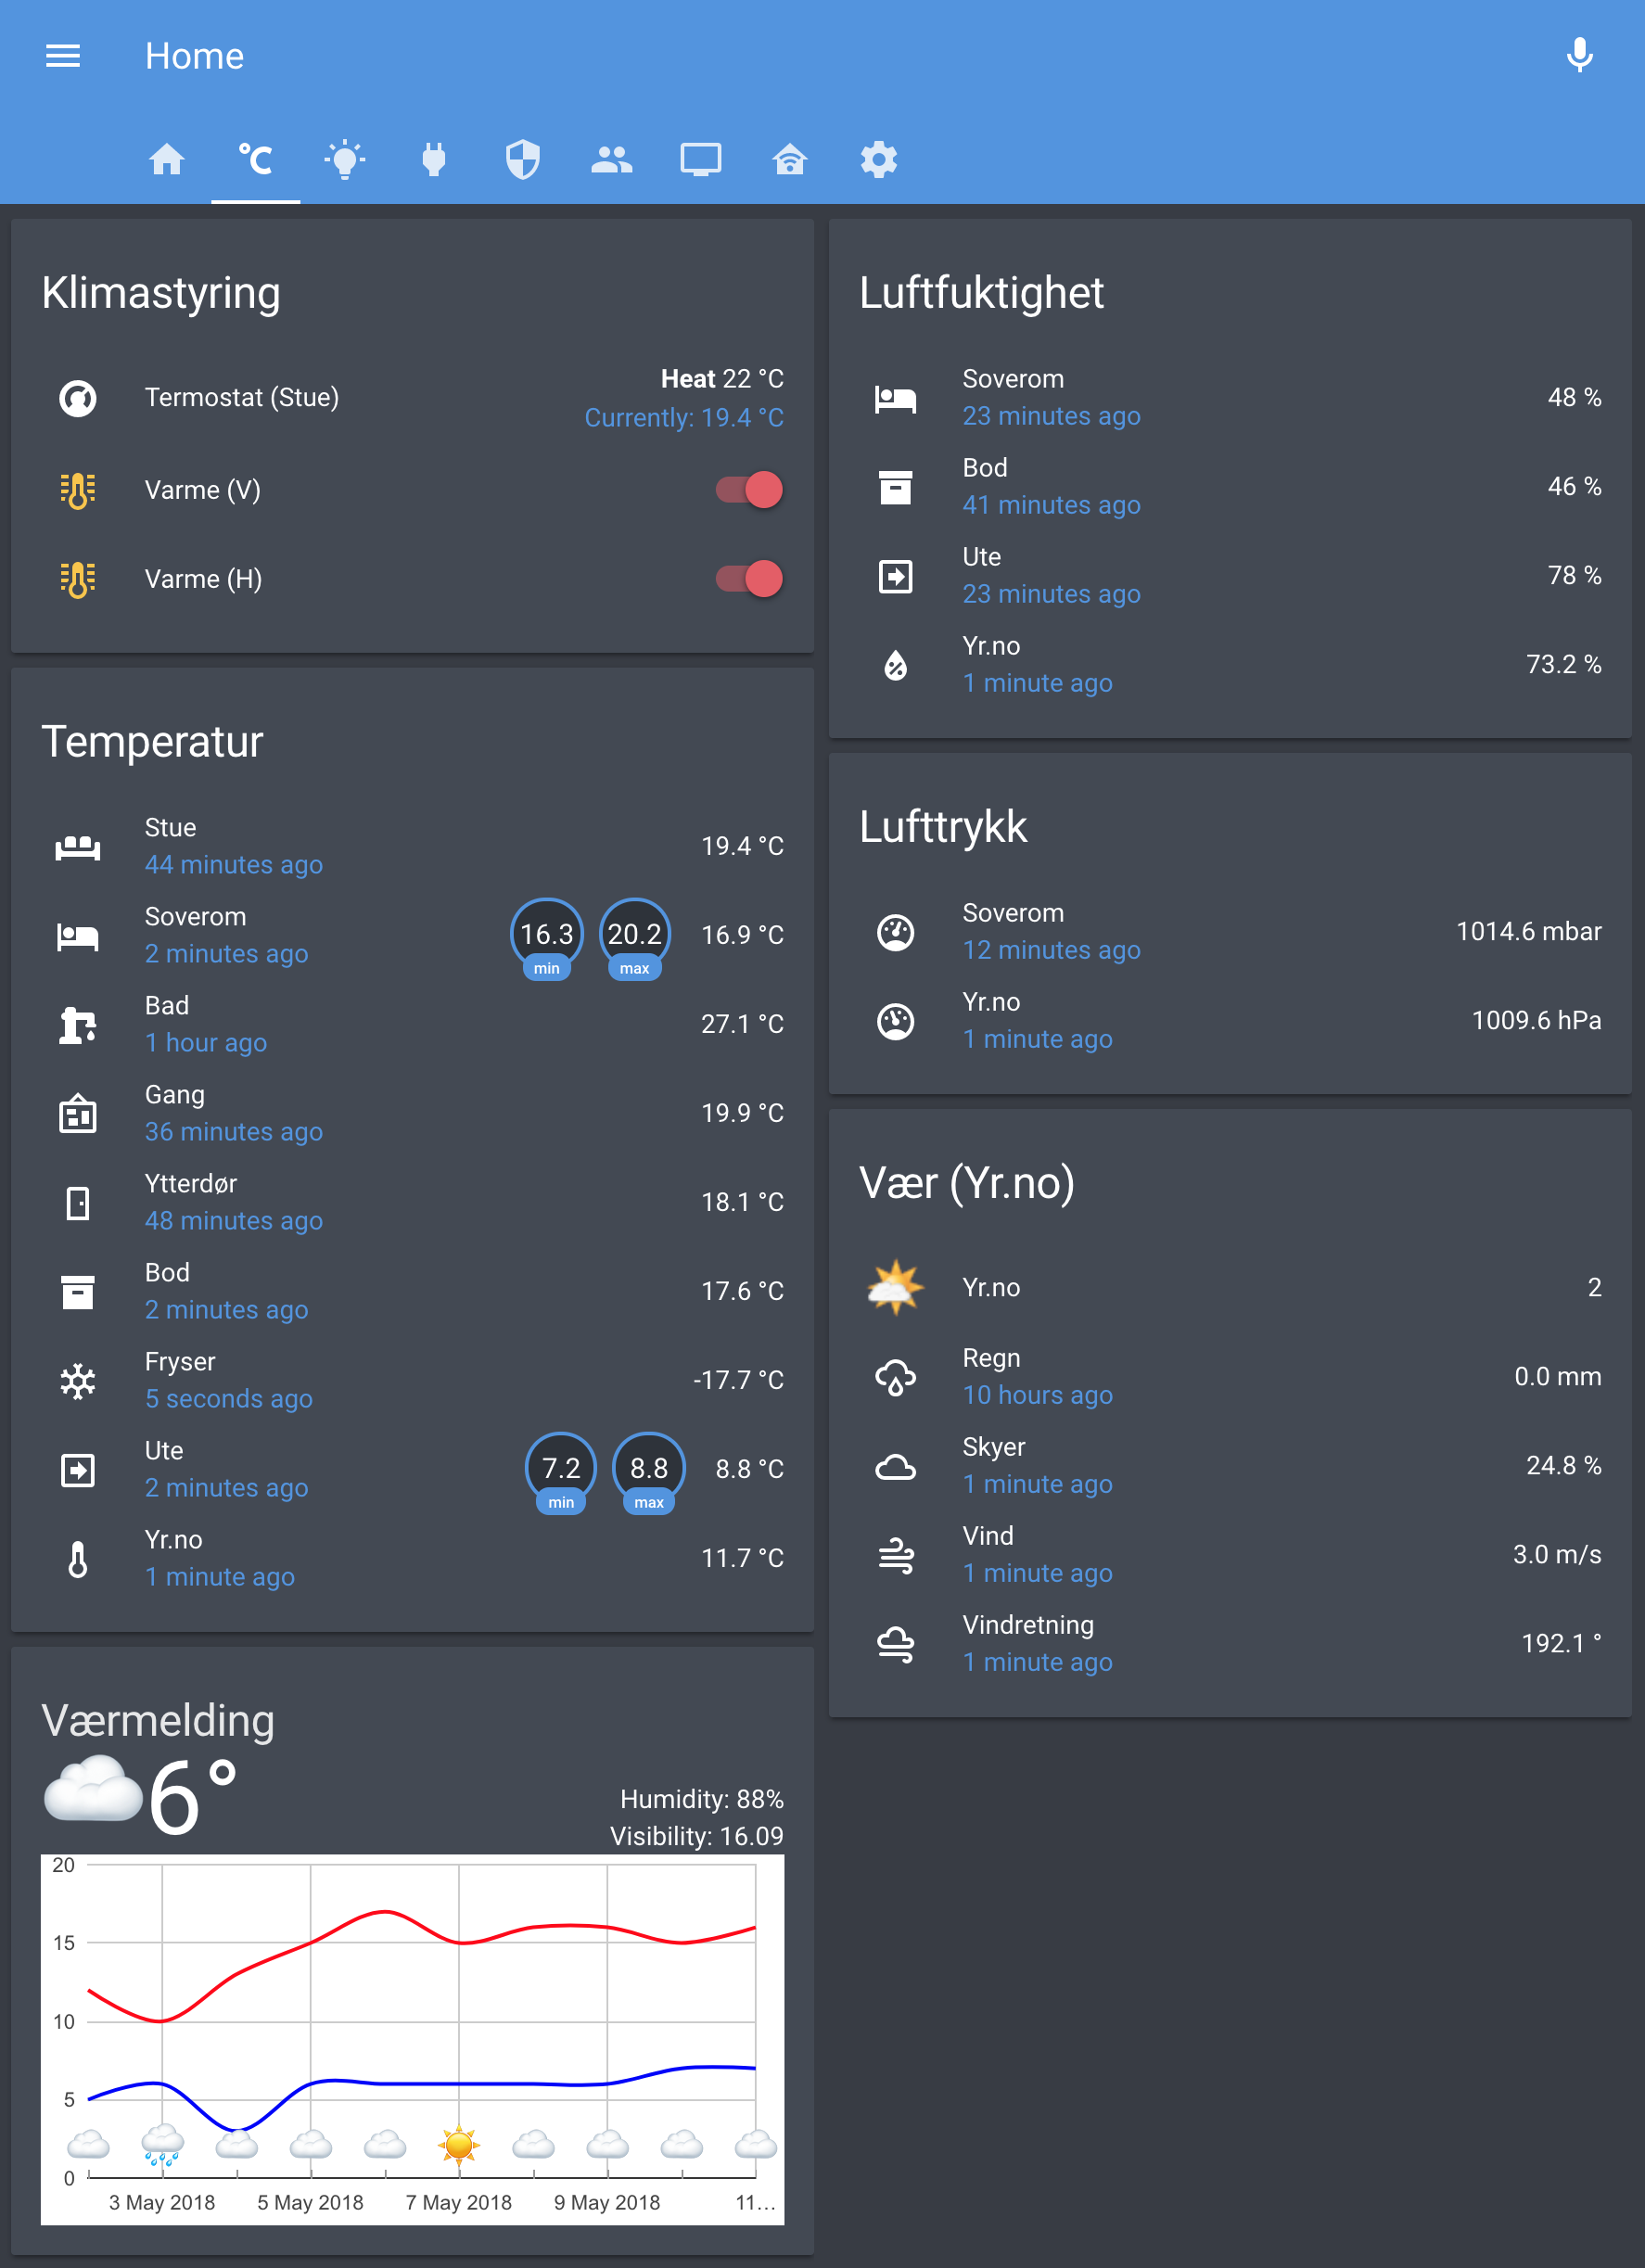 Home
°C
Klimastyring
Termostat (Stue)
Heat 22 °C
Currently: 19.4 °C
Varme (V)
Varme (H)
Temperatur
Stue
44 minutes ago
19.4 °C
Soverom
2 minutes ago
16.3
min
20.2
max
16.9 °C
Bad
1 hour ago
27.1 °C
Gang
36 minutes ago
19.9 °C
Ytterdør
48 minutes ago
18.1 °C
Bod
2 minutes ago
17.6 °C
Fryser
5 seconds ago
-17.7 °C
Ute
2 minutes ago
7.2
min
8.8
max
8.8 °C
Yr.no
1 minute ago
11.7 °C
Værmelding
6°
Humidity: 88%
Visibility: 16.09
20
15
10
5
0
3 May 2018
5 May 2018
7 May 2018
9 May 2018
11...
Luftfuktighet
Soverom
23 minutes ago
48 %
Bod
41 minutes ago
46 %
Ute
23 minutes ago
78 %
Yr.no
1 minute ago
73.2 %
Lufttrykk
Soverom
12 minutes ago
1014.6 mbar
Yr.no
1 minute ago
1009.6 hPa
Vær (Yr.no)
Yr.no
2
Regn
10 hours ago
0.0 mm
Skyer
1 minute ago
24.8 %
Vind
1 minute ago
3.0 m/s
Vindretning
1 minute ago
192.1 °